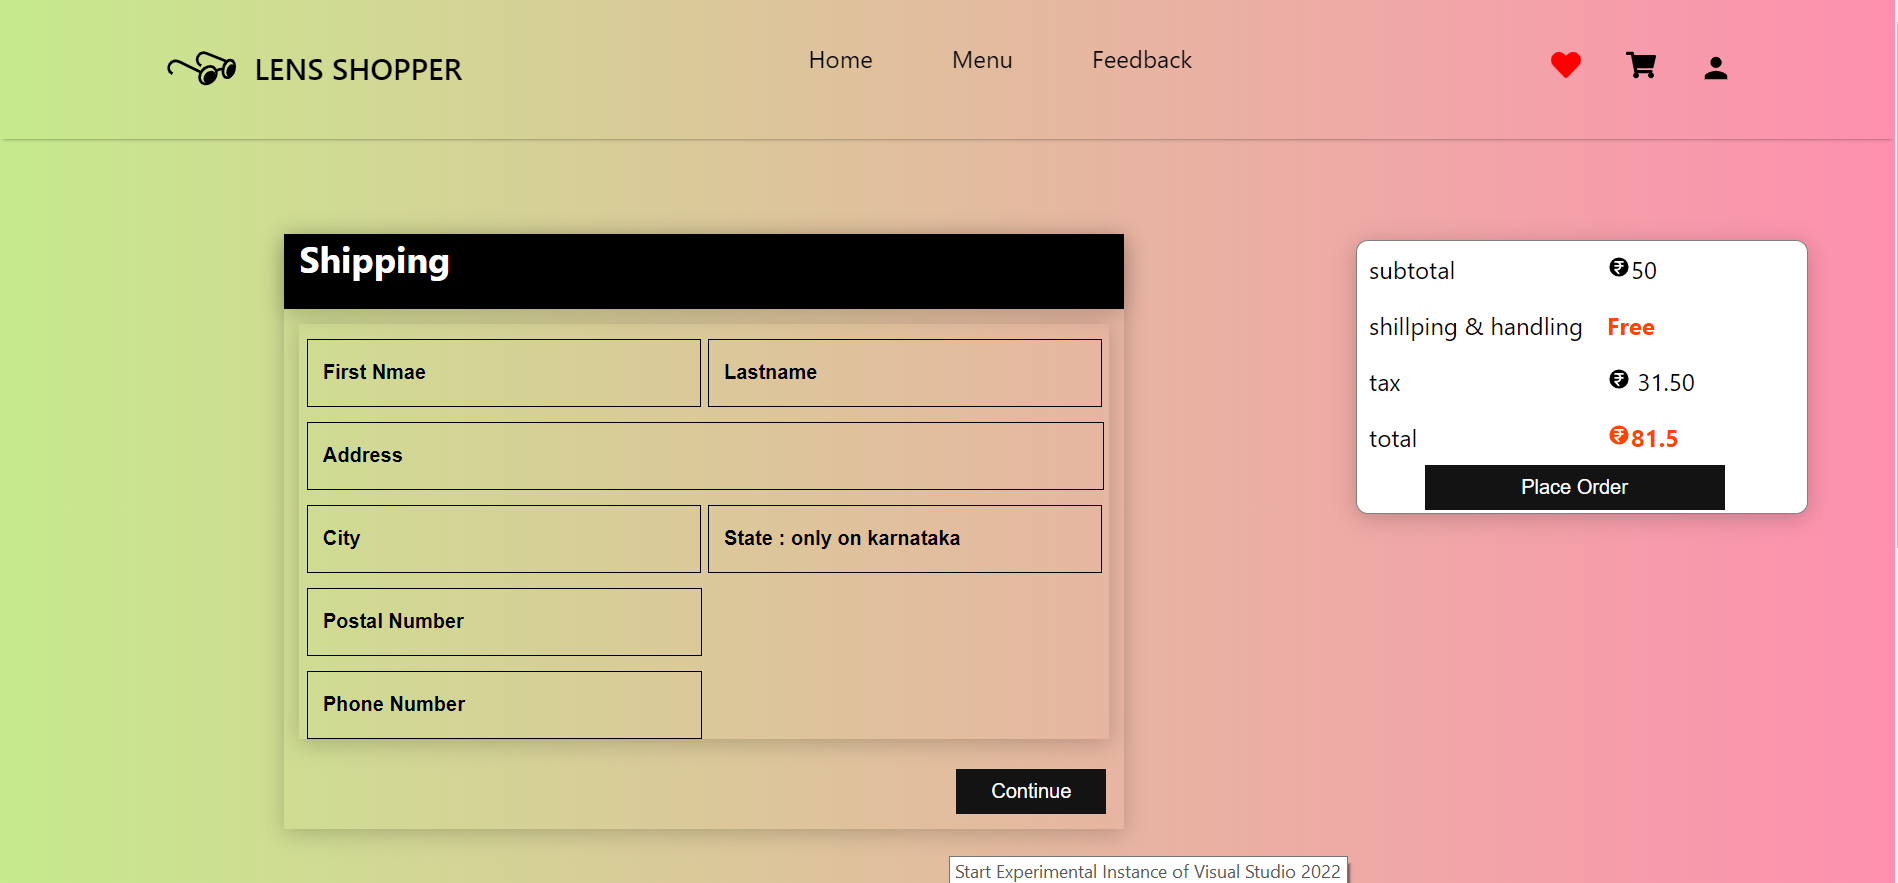 LENS SHOPPER
Home Menu Feedback
Shipping
First Nmae Lastname
Address
City State : only on karnataka
Postal Number
Phone Number
Continue
subtotal ₹50
shillping & handling Free
tax ₹ 31.50
total ₹81.5
Place Order
Start Experimental Instance of Visual Studio 2022